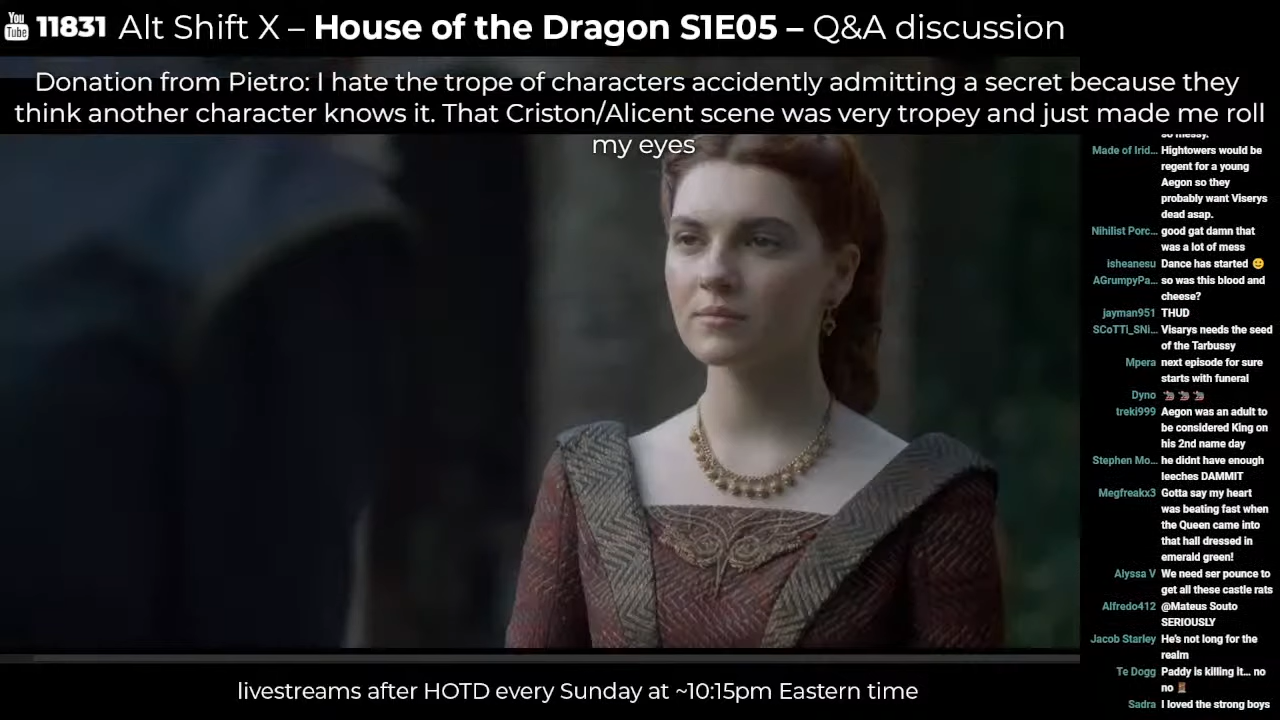 You Tube 11831 Alt Shift X – House of the Dragon S1E05 – Q&A discussion
Donation from Pietro: I hate the trope of characters accidently admitting a secret because they
think another character knows it. That Criston/Alicent scene was very tropey and just made me roll
my eyes
so messy.
Made of Irid... Hightowers would be
regent for a young
Aegon so they
probably want Viserys
dead asap.
Nihilist Porc... good gat damn that
was a lot of mess
isheanesu Dance has started 🙂
AGrumpyPa... so was this blood and
cheese?
jayman951 THUD
SCoTTi_SNi... Visarys needs the seed
of the Tarbussy
Mpera next episode for sure
starts with funeral
Dyno 🐀 🐀 🐀
treki999 Aegon was an adult to
be considered King on
his 2nd name day
Stephen Mo... he didnt have enough
leeches DAMMIT
Megfreakx3 Gotta say my heart
was beating fast when
the Queen came into
that hall dressed in
emerald green!
Alyssa V We need ser pounce to
get all these castle rats
Alfredo412 @Mateus Souto
SERIOUSLY
Jacob Starley He's not long for the
realm
Te Dogg Paddy is killing it... no
no
Sadra I loved the strong boys
livestreams after HOTD every Sunday at ~10:15pm Eastern time